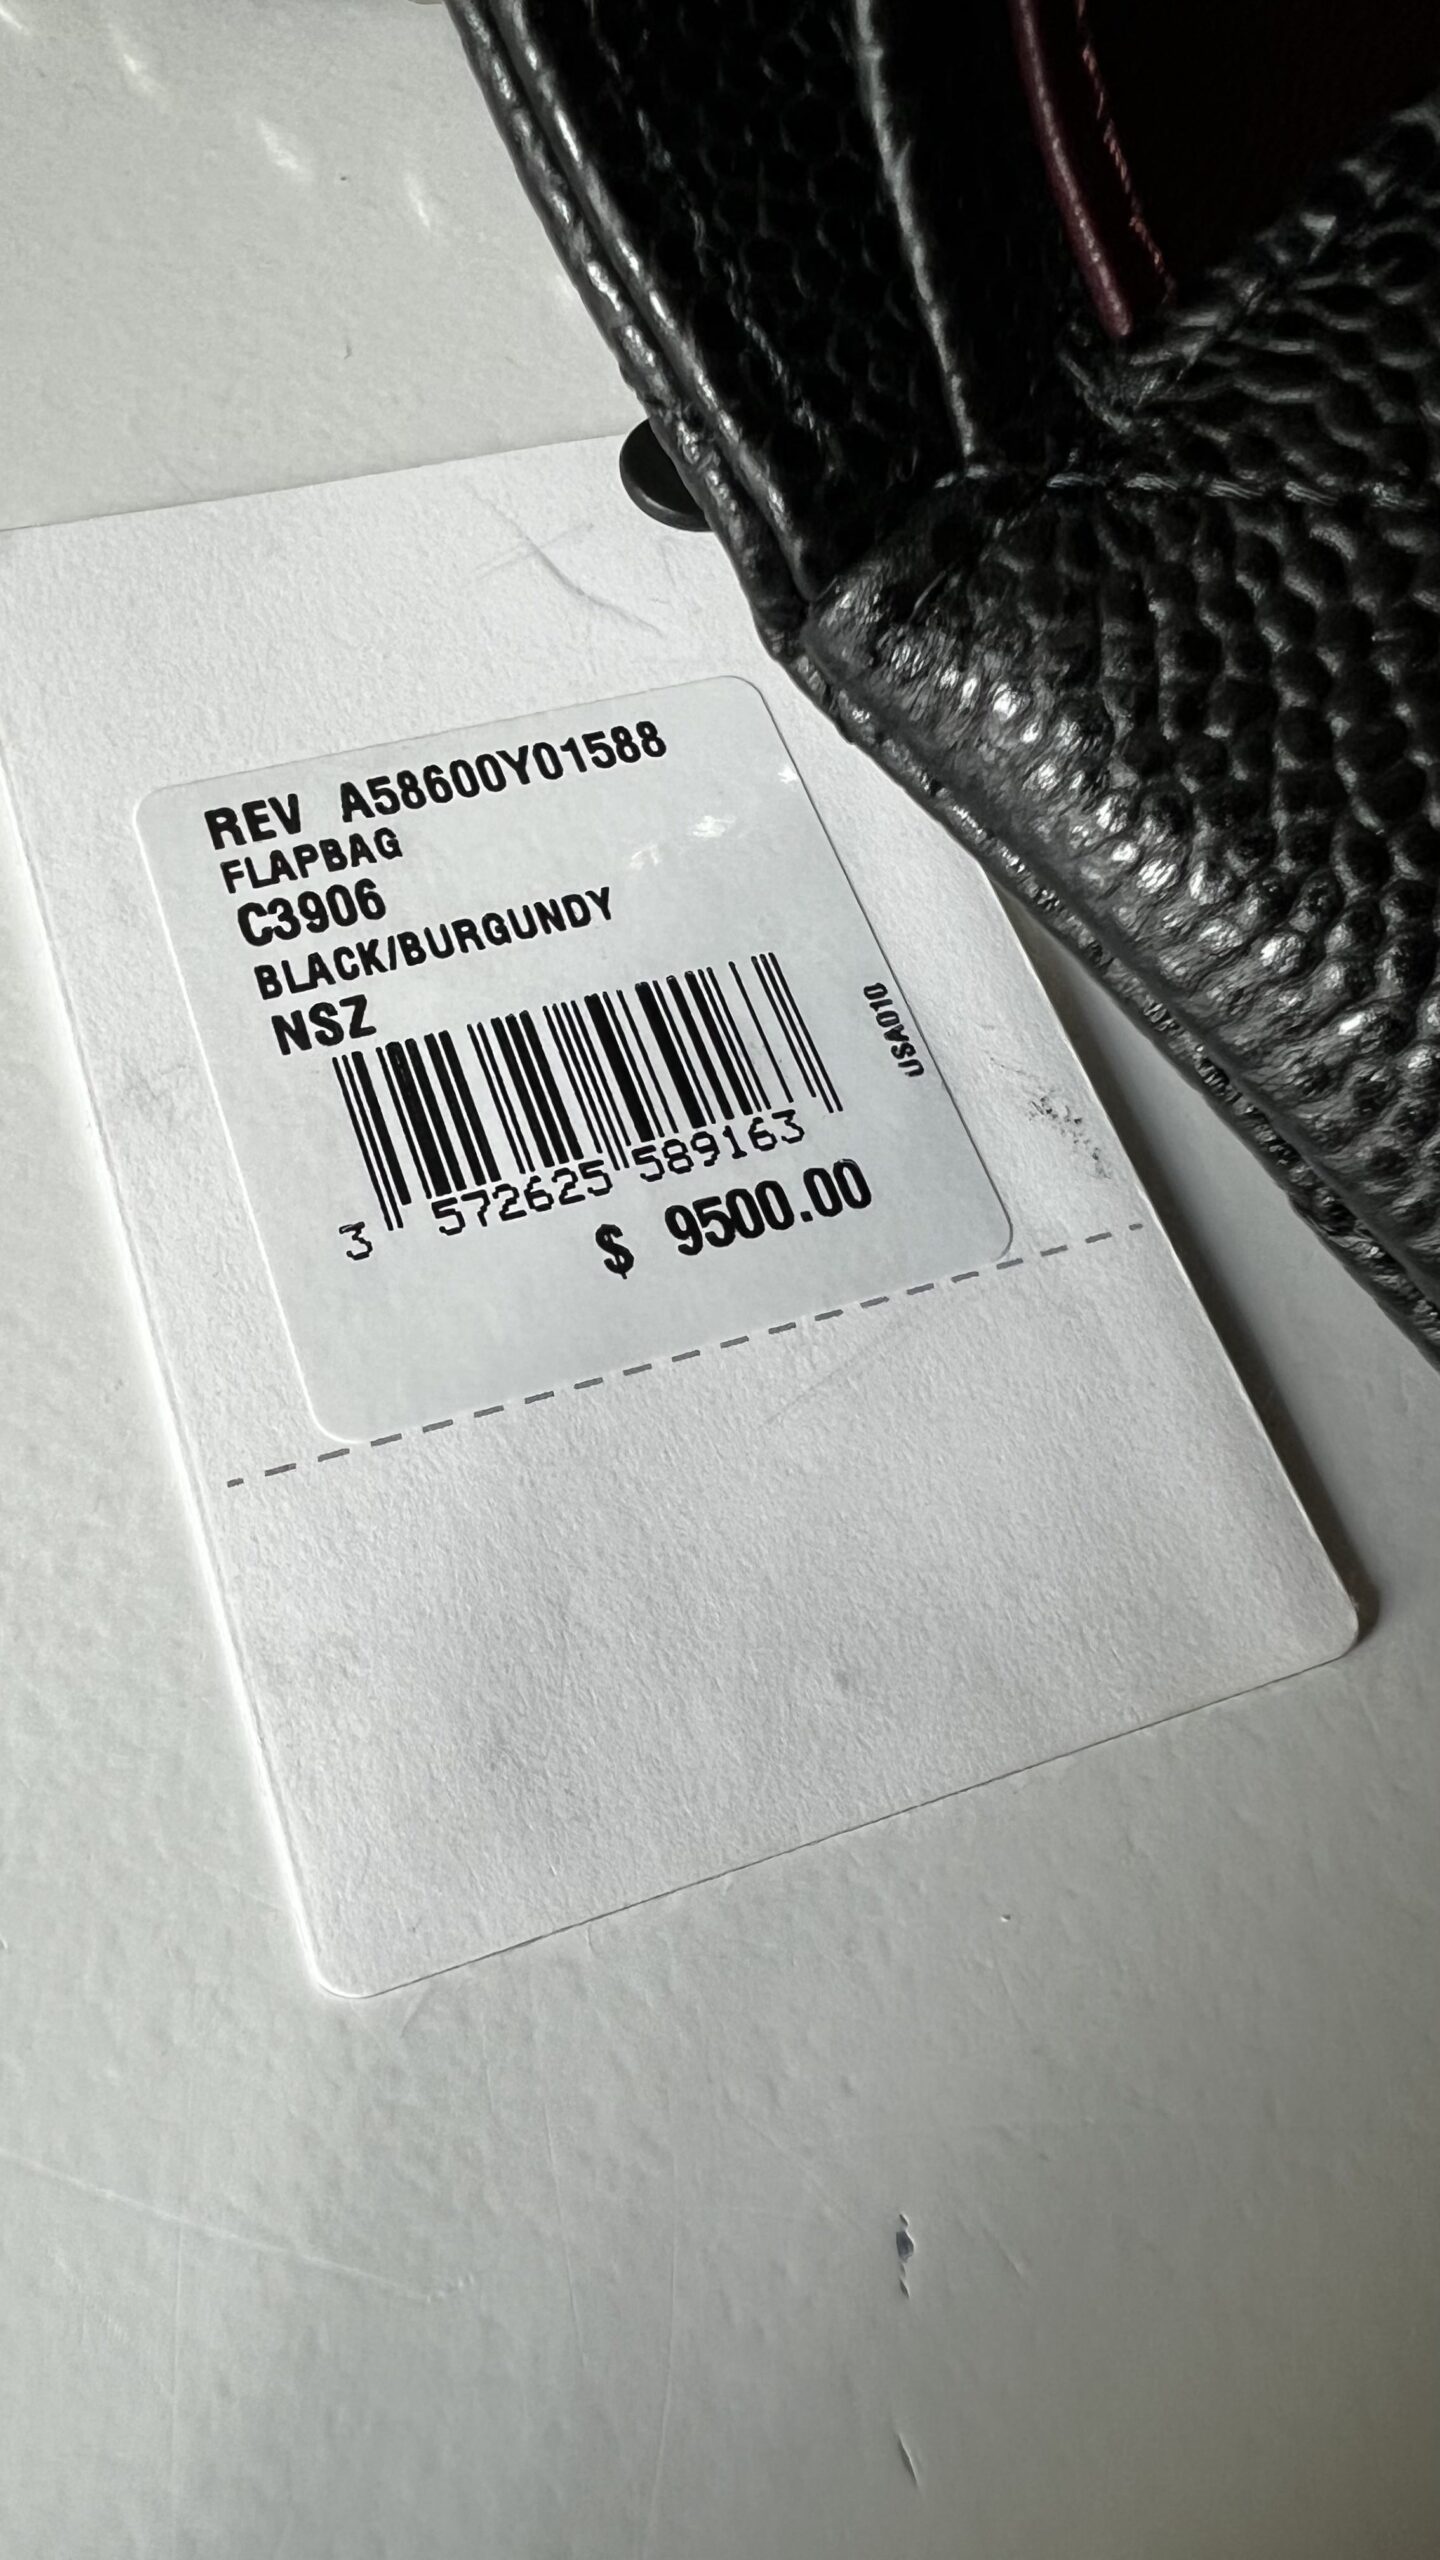 REV A58600Y01588
FLAPBAG
C3906
BLACK/BURGUNDY
NSZ
USA010
3 572625 589163
$ 9500.00